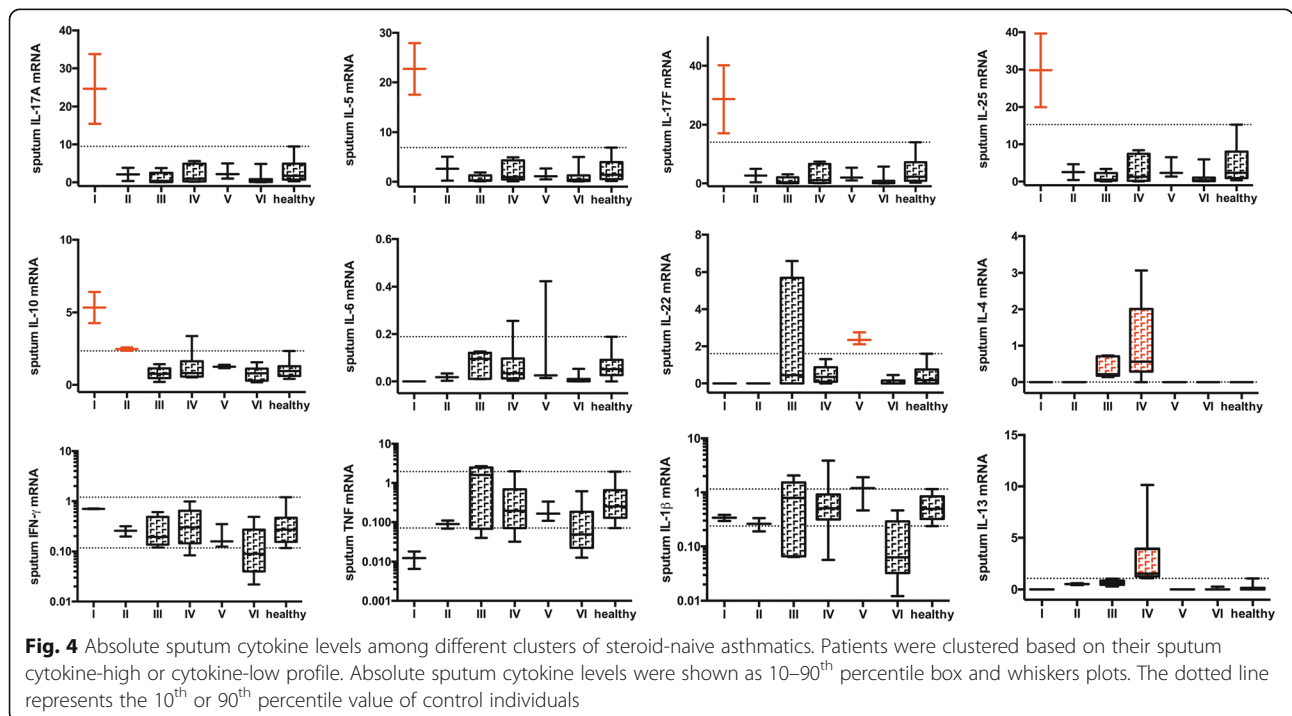 sputum IL-17A mRNA
40
30
20
10
0
I II III IV V VI healthy
sputum IL-5 mRNA
30
20
10
0
I II III IV V VI healthy
sputum IL-17F mRNA
40
20
0
I II III IV V VI healthy
sputum IL-25 mRNA
40
30
20
10
0
I II III IV V VI healthy
sputum IL-10 mRNA
10
5
0
I II III IV V VI healthy
sputum IL-6 mRNA
0.6
0.4
0.2
0.0
I II III IV V VI healthy
sputum IL-22 mRNA
8
6
4
2
0
I II III IV V VI healthy
sputum IL-4 mRNA
4
3
2
1
0
I II III IV V VI healthy
sputum IFN-γ mRNA
10
1
0.10
0.01
I II III IV V VI healthy
sputum TNF mRNA
10
1
0.100
0.010
0.001
I II III IV V VI healthy
sputum IL-1β mRNA
10
1
0.10
0.01
I II III IV V VI healthy
sputum IL-13 mRNA
15
10
5
0
I II III IV V VI healthy
Fig. 4 Absolute sputum cytokine levels among different clusters of steroid-naive asthmatics. Patients were clustered based on their sputum
cytokine-high or cytokine-low profile. Absolute sputum cytokine levels were shown as 10–90th percentile box and whiskers plots. The dotted line
represents the 10th or 90th percentile value of control individuals